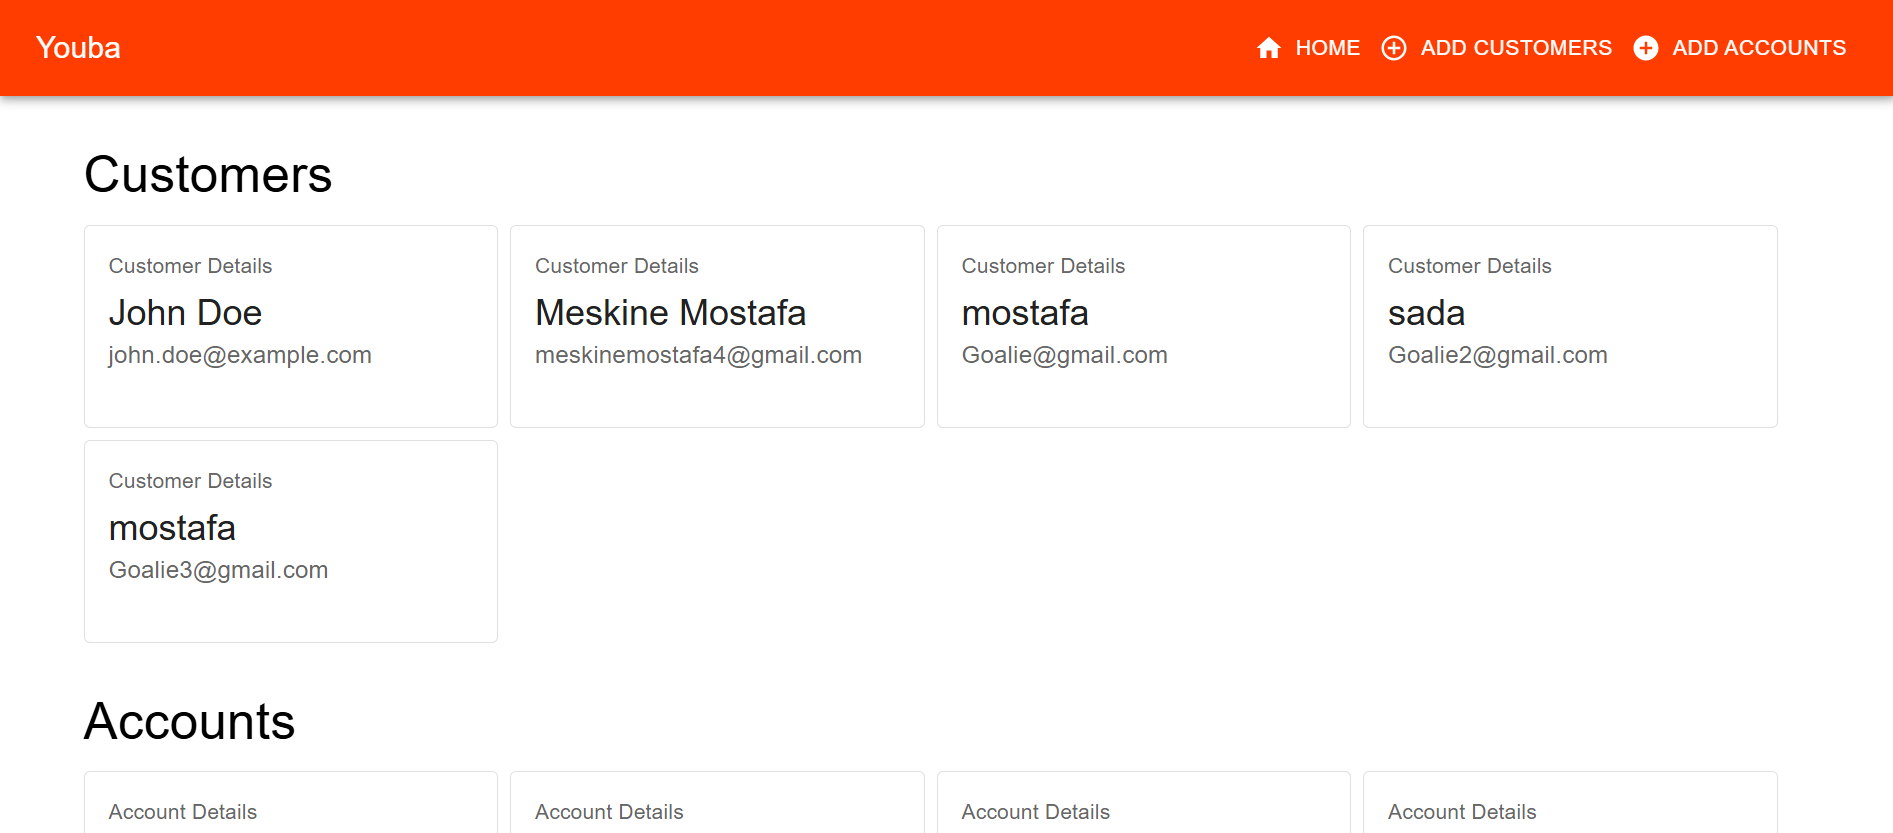 Youba
HOME
ADD CUSTOMERS
ADD ACCOUNTS
Customers
Customer Details
John Doe
john.doe@example.com
Customer Details
Meskine Mostafa
meskinemostafa4@gmail.com
Customer Details
mostafa
Goalie@gmail.com
Customer Details
sada
Goalie2@gmail.com
Customer Details
mostafa
Goalie3@gmail.com
Accounts
Account Details
Account Details
Account Details
Account Details